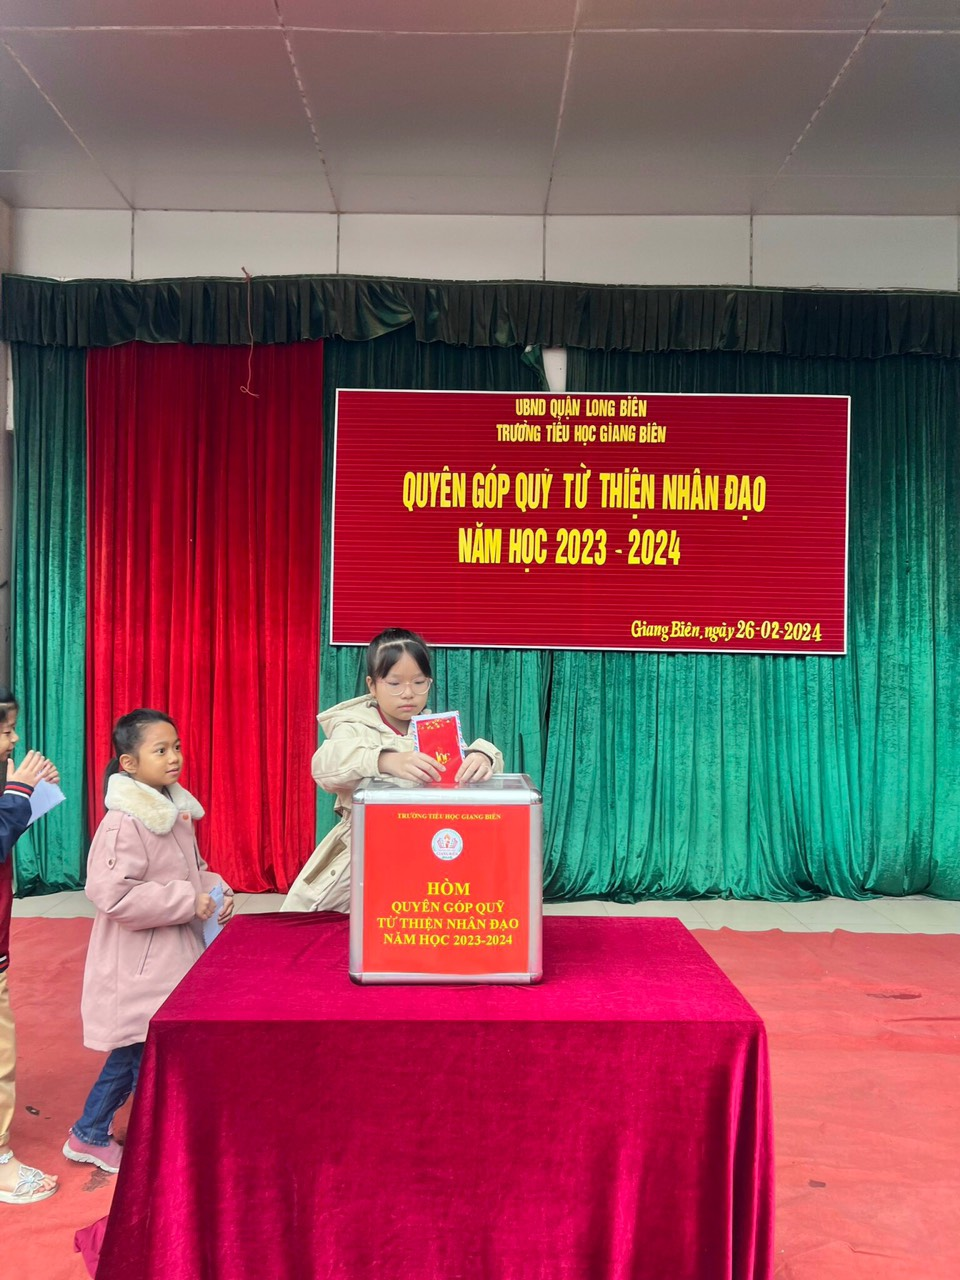 UBND QUẬN LONG BIÊN
TRƯỜNG TIỂU HỌC GIANG BIÊN
QUYÊN GÓP QUỸ TỪ THIỆN NHÂN ĐẠO
NĂM HỌC 2023 - 2024
Giang Biên, ngày 26-02-2024
TRƯỜNG TIỂU HỌC GIANG BIÊN
HÒM
QUYÊN GÓP QUỸ
TỪ THIỆN NHÂN ĐẠO
NĂM HỌC 2023-2024